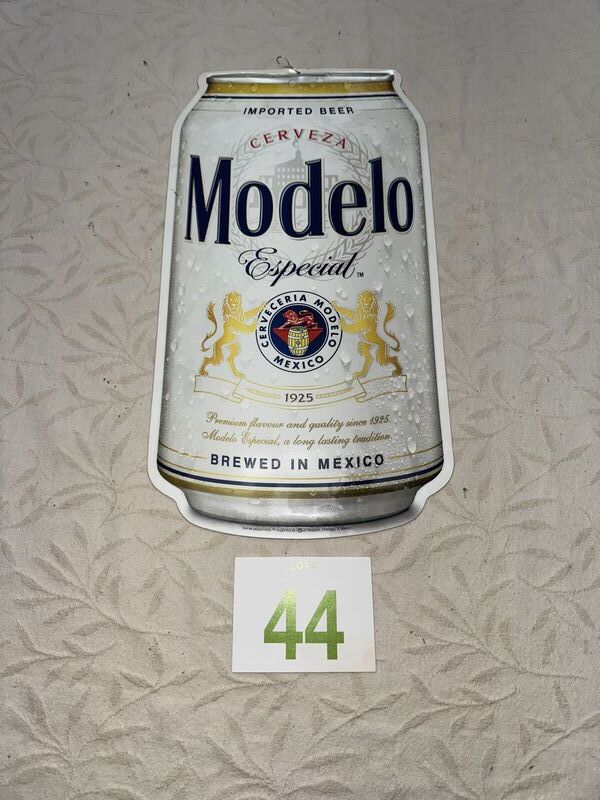 IMPORTED BEER
CERVEZA
Modelo
Especial™
CERVECERIA MODELO
MEXICO
1925
Premium flavour and quality since 1925.
Modelo Especial, a long lasting tradition.
BREWED IN MEXICO
44